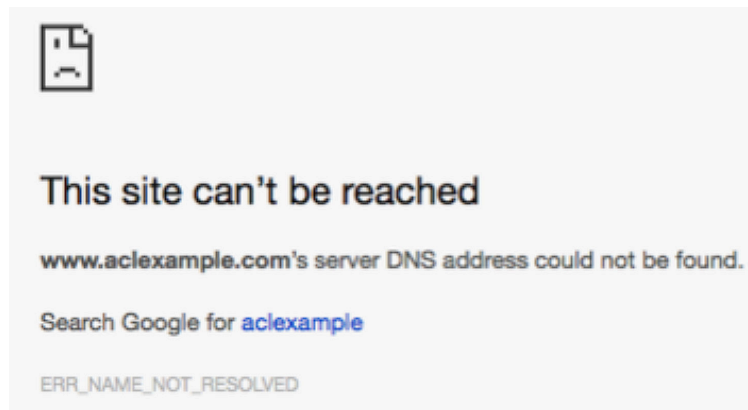 This site can’t be reached
www.aclexample.com's server DNS address could not be found.
Search Google for aclexample
ERR_NAME_NOT_RESOLVED